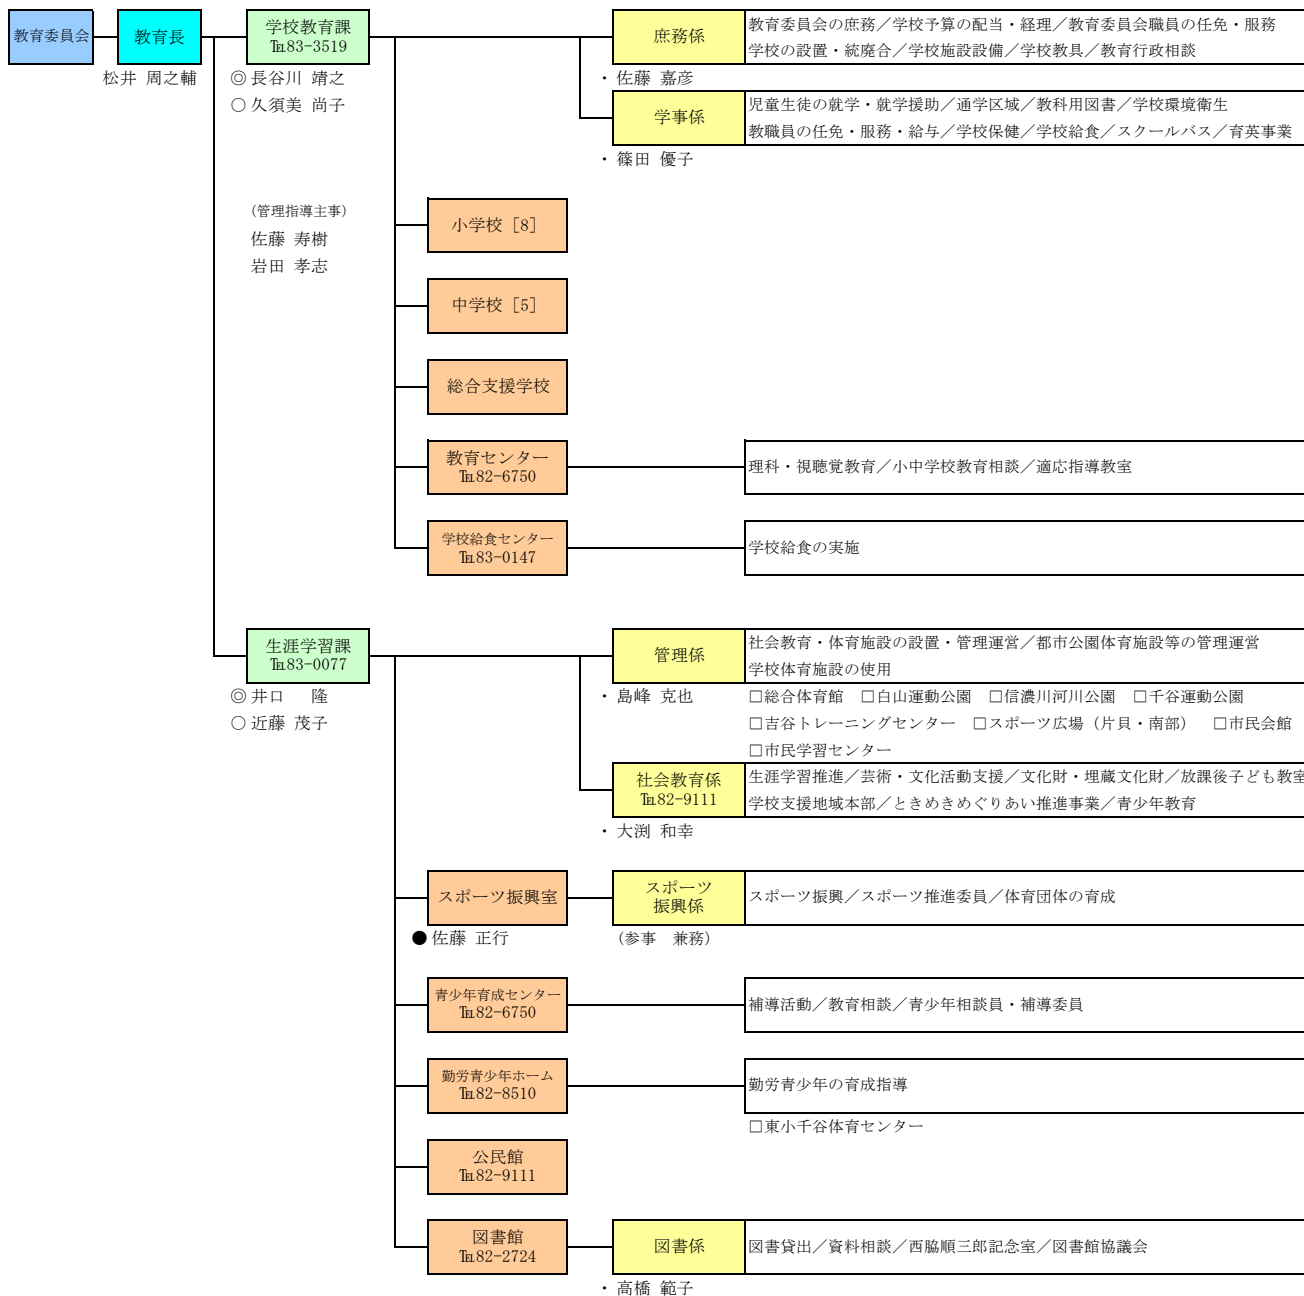 教育委員会
教育長
松井 周之輔
学校教育課
℡83-3519
◎長谷川 靖之
○久須美 尚子
(管理指導主事)
佐藤 寿樹
岩田 孝志
庶務係
教育委員会の庶務／学校予算の配当・経理／教育委員会職員の任免・服務
学校の設置・統廃合／学校施設設備／学校教具／教育行政相談
・佐藤 嘉彦
学事係
児童生徒の就学・就学援助／通学区域／教科用図書／学校環境衛生
教職員の任免・服務・給与／学校保健／学校給食／スクールバス／育英事業
・篠田 優子
小学校［8］
中学校［5］
総合支援学校
教育センター
℡82-6750
理科・視聴覚教育／小中学校教育相談／適応指導教室
学校給食センター
℡83-0147
学校給食の実施
生涯学習課
℡83-0077
◎井口 隆
○近藤 茂子
管理係
社会教育・体育施設の設置・管理運営／都市公園体育施設等の管理運営
学校体育施設の使用
・島峰 克也
□総合体育館 □白山運動公園 □信濃川河川公園 □千谷運動公園
□吉谷トレーニングセンター □スポーツ広場（片貝・南部） □市民会館
□市民学習センター
社会教育係
℡82-9111
生涯学習推進／芸術・文化活動支援／文化財・埋蔵文化財／放課後子ども教室
学校支援地域本部／ときめきめぐりあい推進事業／青少年教育
・大渕 和幸
スポーツ振興室
●佐藤 正行
スポーツ
振興係
(参事 兼務)
スポーツ振興／スポーツ推進委員／体育団体の育成
青少年育成センター
℡82-6750
補導活動／教育相談／青少年相談員・補導委員
勤労青少年ホーム
℡82-8510
勤労青少年の育成指導
□東小千谷体育センター
公民館
℡82-9111
図書館
℡82-2724
図書係
図書貸出／資料相談／西脇順三郎記念室／図書館協議会
・高橋 範子